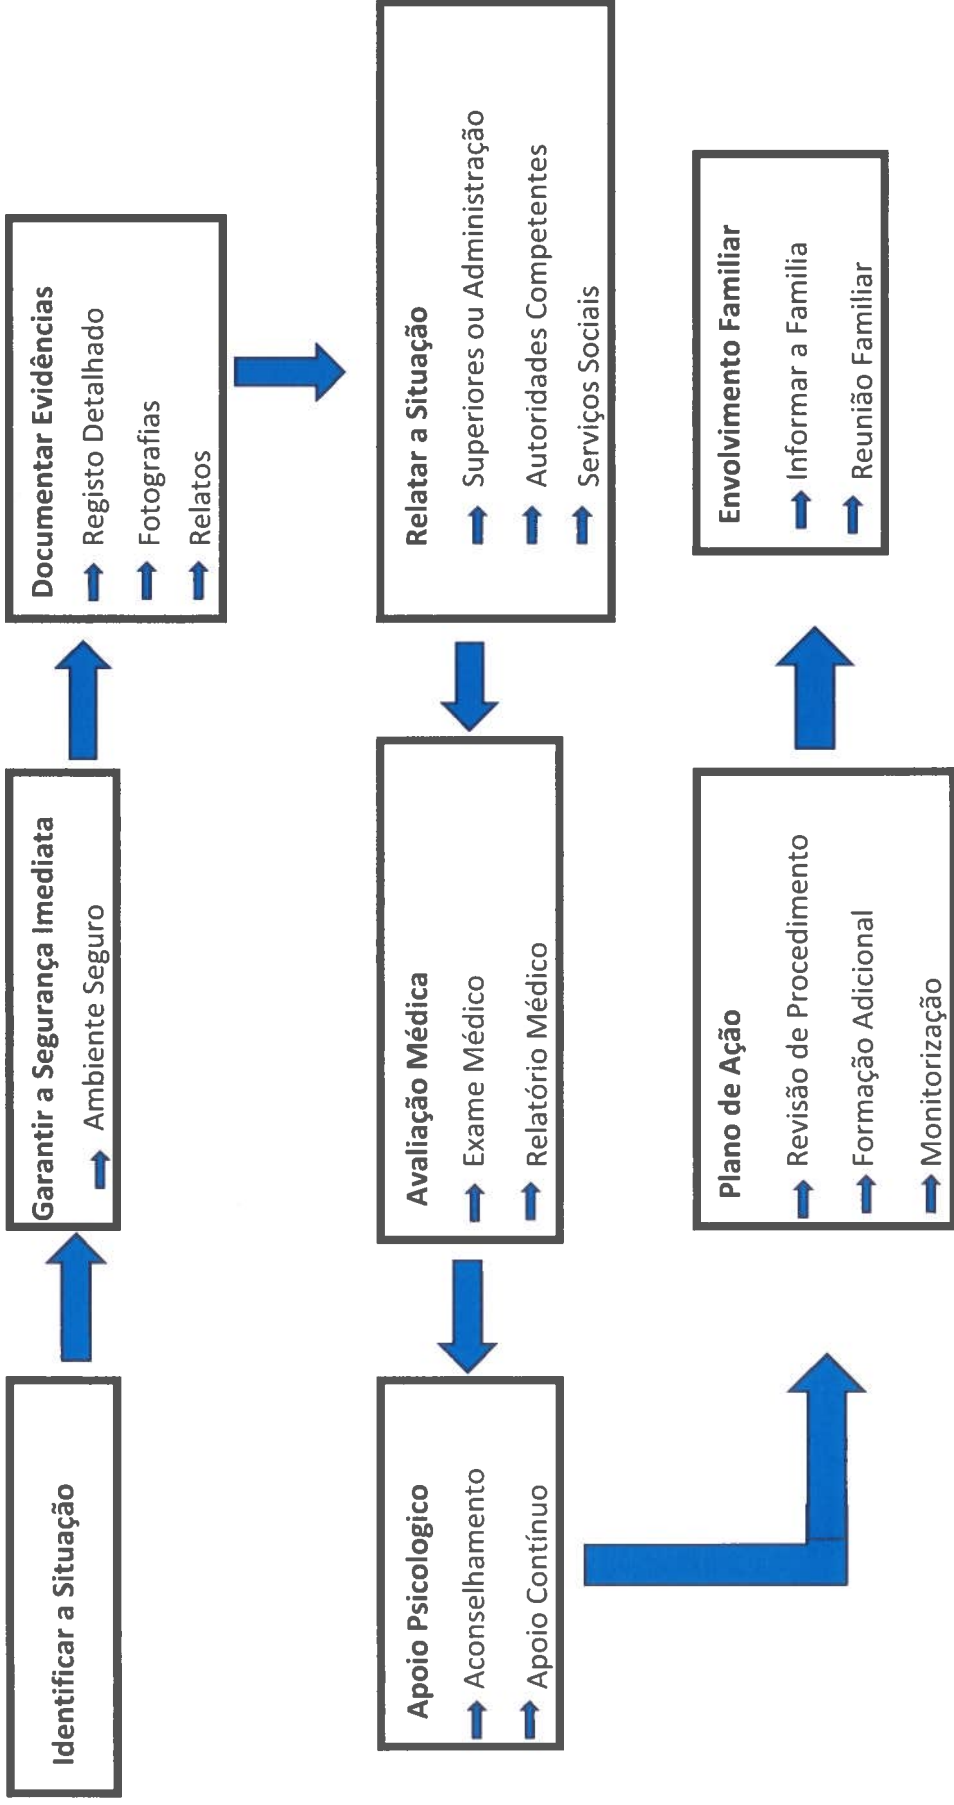 Identificar a Situação
Garantir a Segurança Imediata
Ambiente Seguro
Documentar Evidências
Registo Detalhado
Fotografias
Relatos
Relatar a Situação
Superiores ou Administração
Autoridades Competentes
Serviços Sociais
Avaliação Médica
Exame Médico
Relatório Médico
Apoio Psicologico
Aconselhamento
Apoio Contínuo
Plano de Ação
Revisão de Procedimento
Formação Adicional
Monitorização
Envolvimento Familiar
Informar a Familia
Reunião Familiar